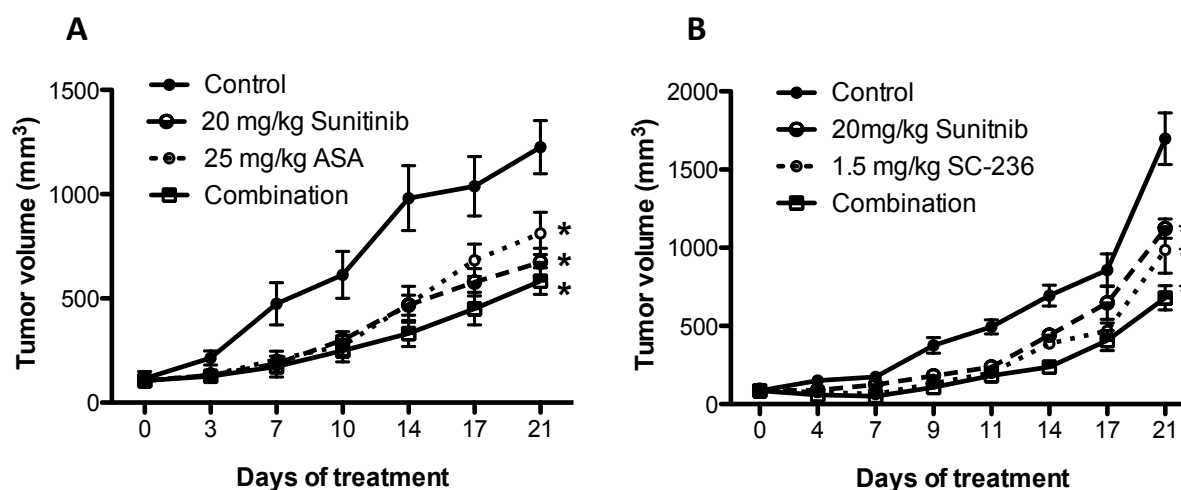 A
Control
20 mg/kg Sunitinib
25 mg/kg ASA
Combination
Tumor volume (mm³)
1500
1000
500
0
*
*
*
0 3 7 10 14 17 21
Days of treatment
B
Control
20mg/kg Sunitnib
1.5 mg/kg SC-236
Combination
Tumor volume (mm³)
2000
1500
1000
500
0
0 4 7 9 11 14 17 21
Days of treatment